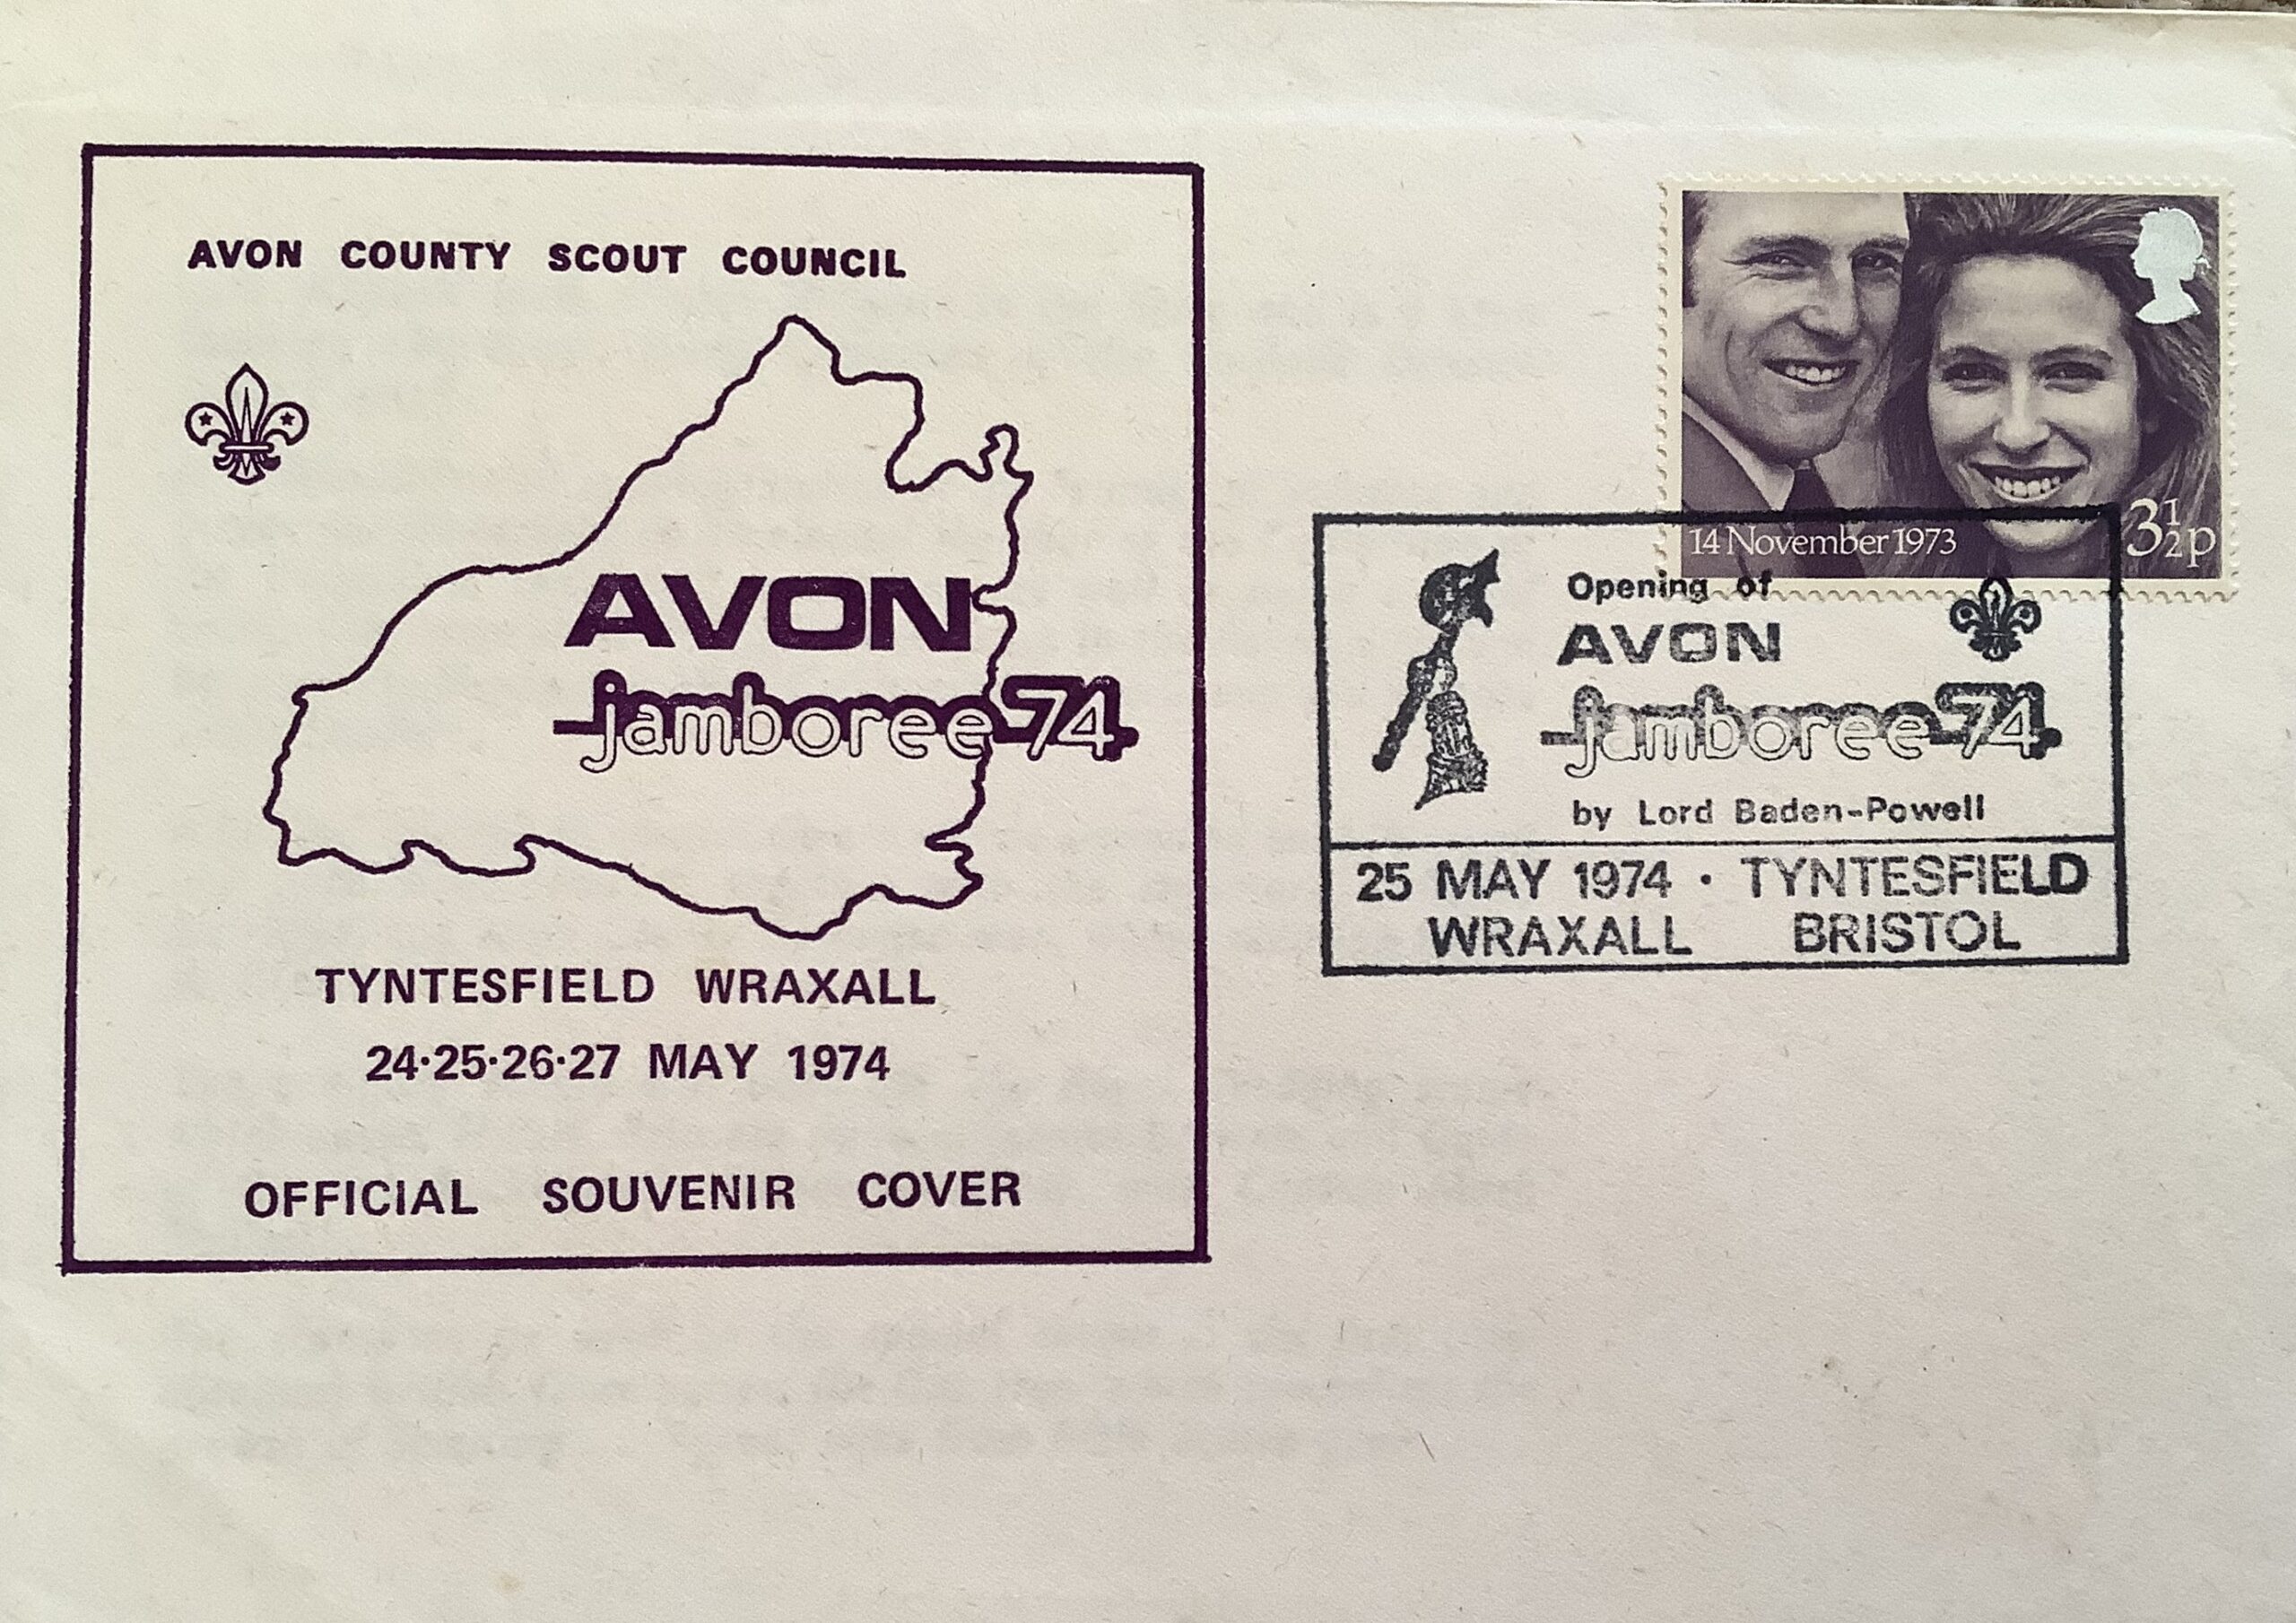 AVON COUNTY SCOUT COUNCIL
AVON
jamboree 74
TYNTESFIELD WRAXALL
24·25·26·27 MAY 1974
OFFICIAL SOUVENIR COVER
14 November 1973
3½p
Opening of
AVON
jamboree 74
by Lord Baden-Powell
25 MAY 1974 · TYNTESFIELD
WRAXALL BRISTOL